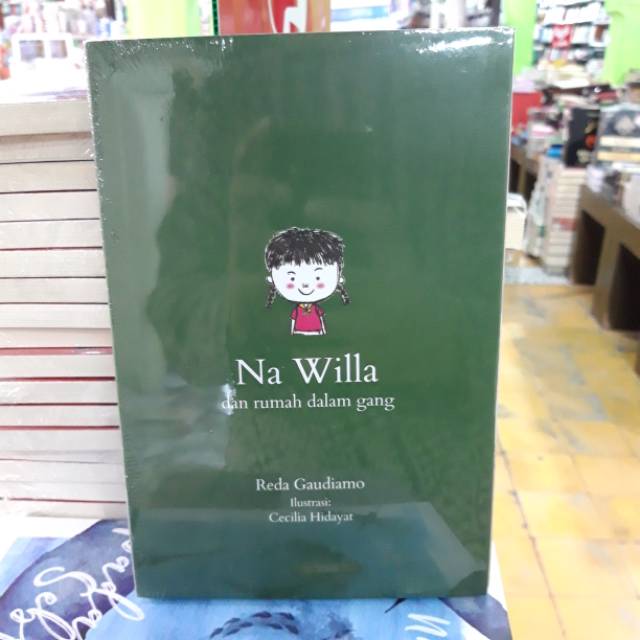 Na Willa
dan rumah dalam gang
Reda Gaudiamo
Ilustrasi:
Cecilia Hidayat